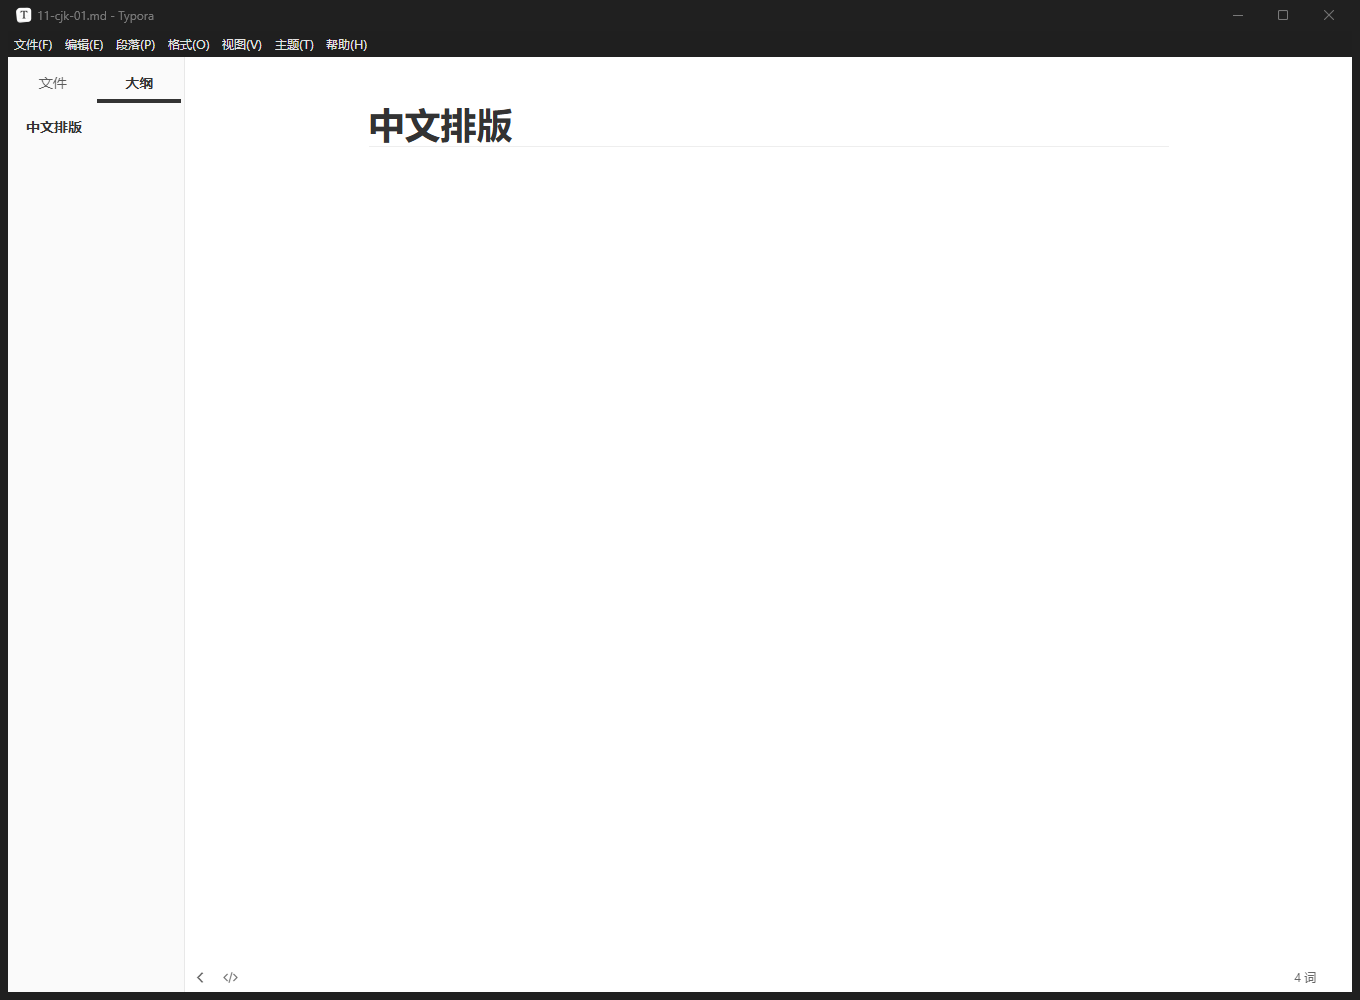 T 11-cjk-01.md - Typora
文件(F) 编辑(E) 段落(P) 格式(O) 视图(V) 主题(T) 帮助(H)
文件 大纲
中文排版
中文排版
</> 4 词